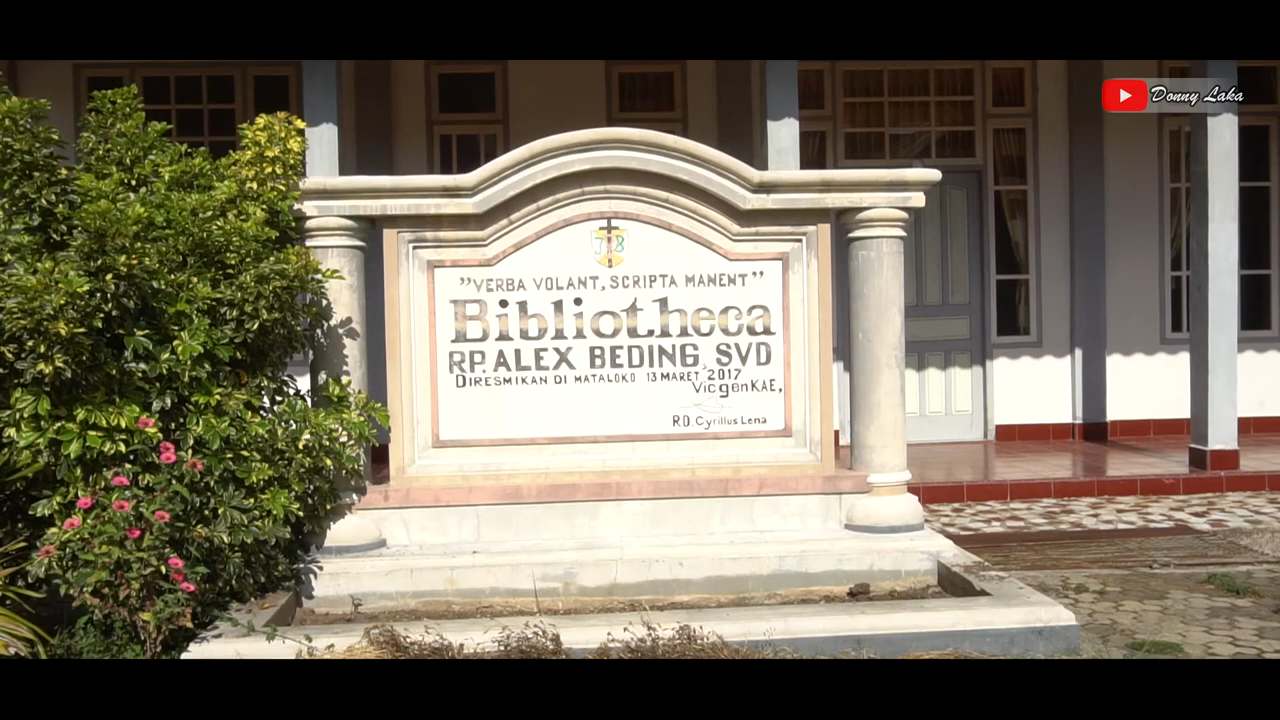 Donny Laka
"VERBA VOLANT, SCRIPTA MANENT"
Bibliotheca
RP. ALEX BEDING, SVD
DIRESMIKAN DI MATALOKO 13 MARET 2017
VicgenKAE,
RD. Cyrillus Lena